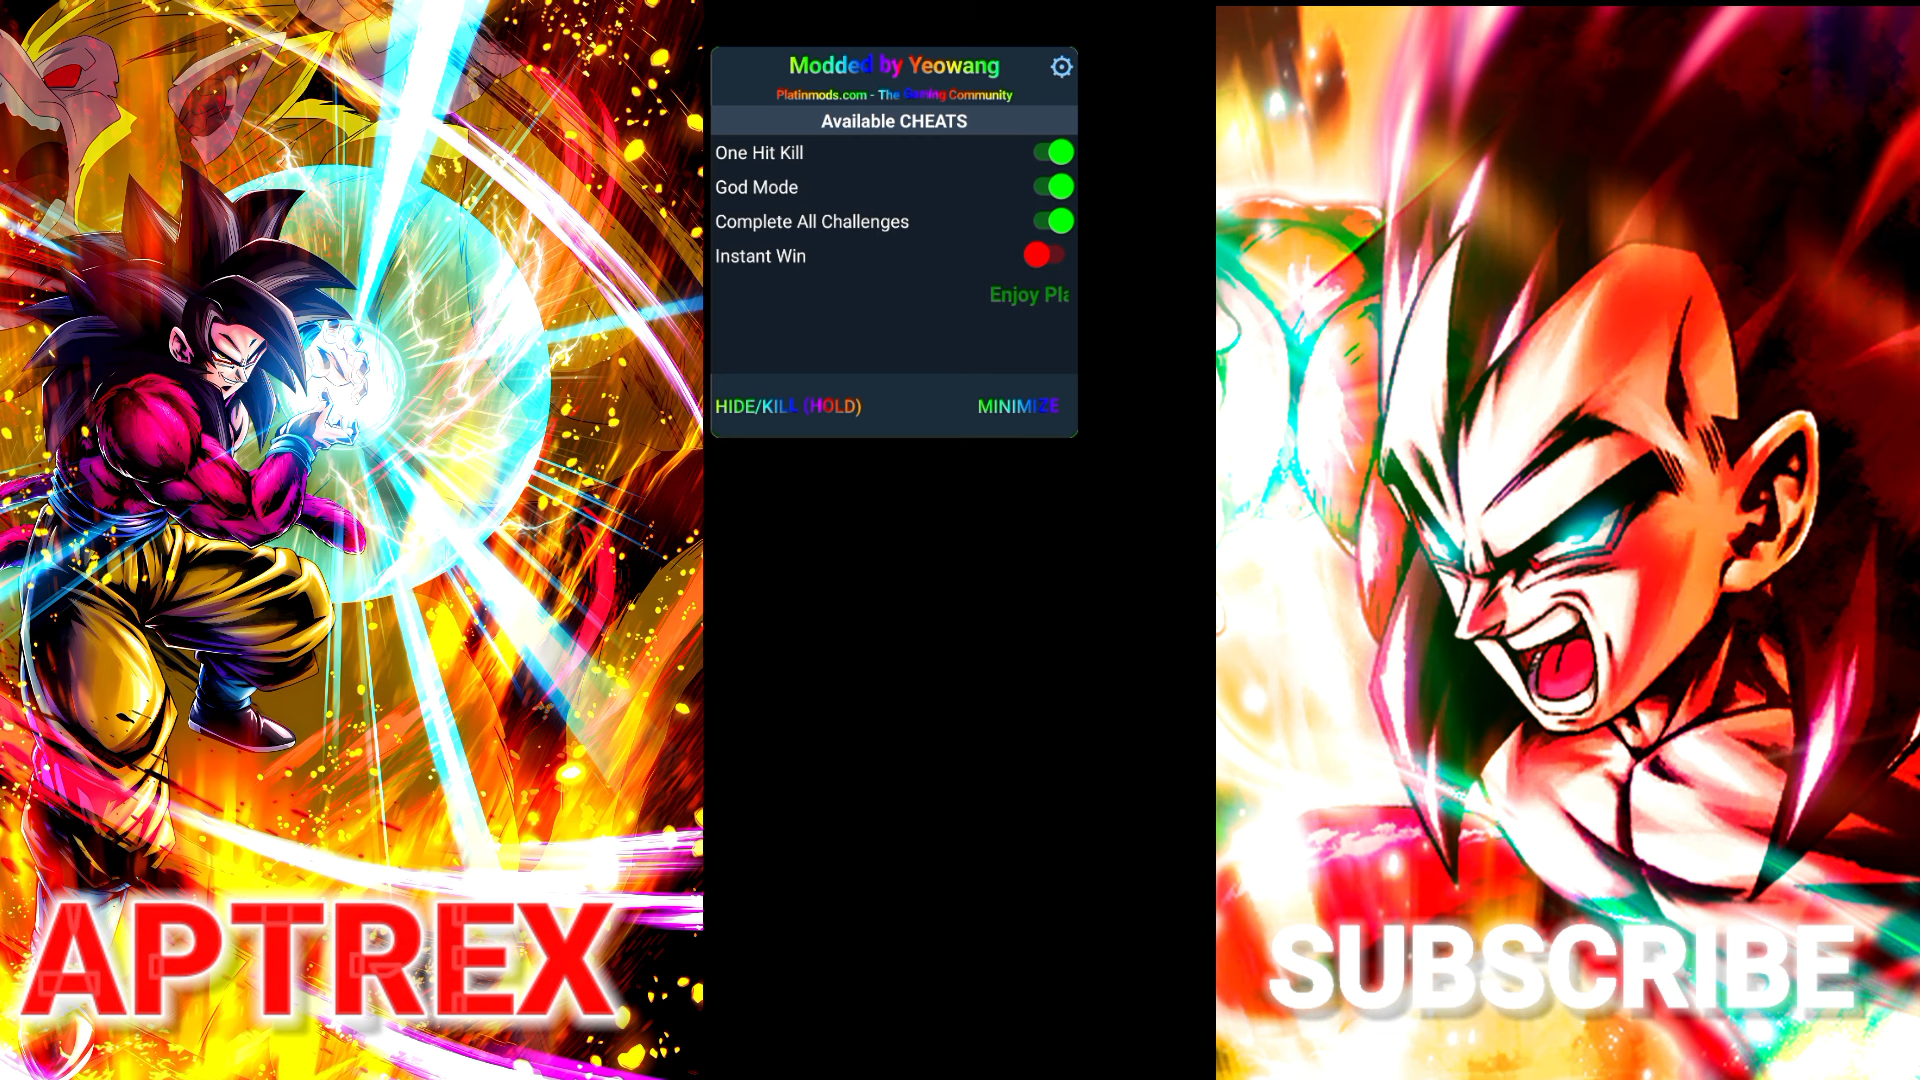 Modded by Yeowang
Platinmods.com - The Gaming Community
Available CHEATS
One Hit Kill
God Mode
Complete All Challenges
Instant Win
Enjoy Pla
HIDE/KILL (HOLD)
MINIMIZE
APTREX
SUBSCRIBE